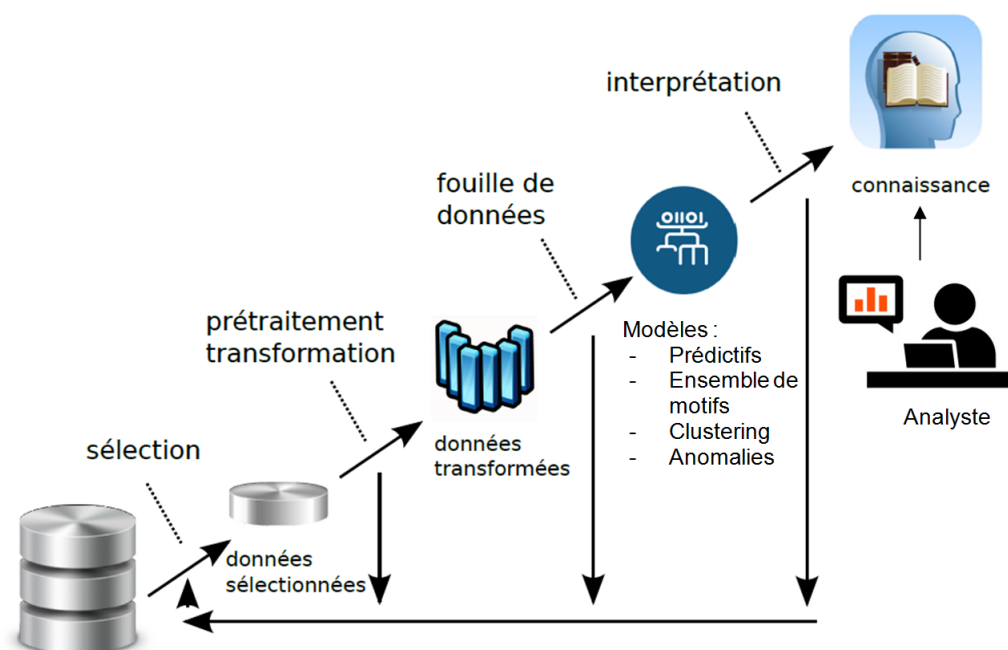 interprétation
connaissance
fouille de
données
01101
prétraitement
transformation
Modèles :
- Prédictifs
- Ensemble de
motifs
- Clustering
- Anomalies
Analyste
données
transformées
sélection
données
sélectionnées